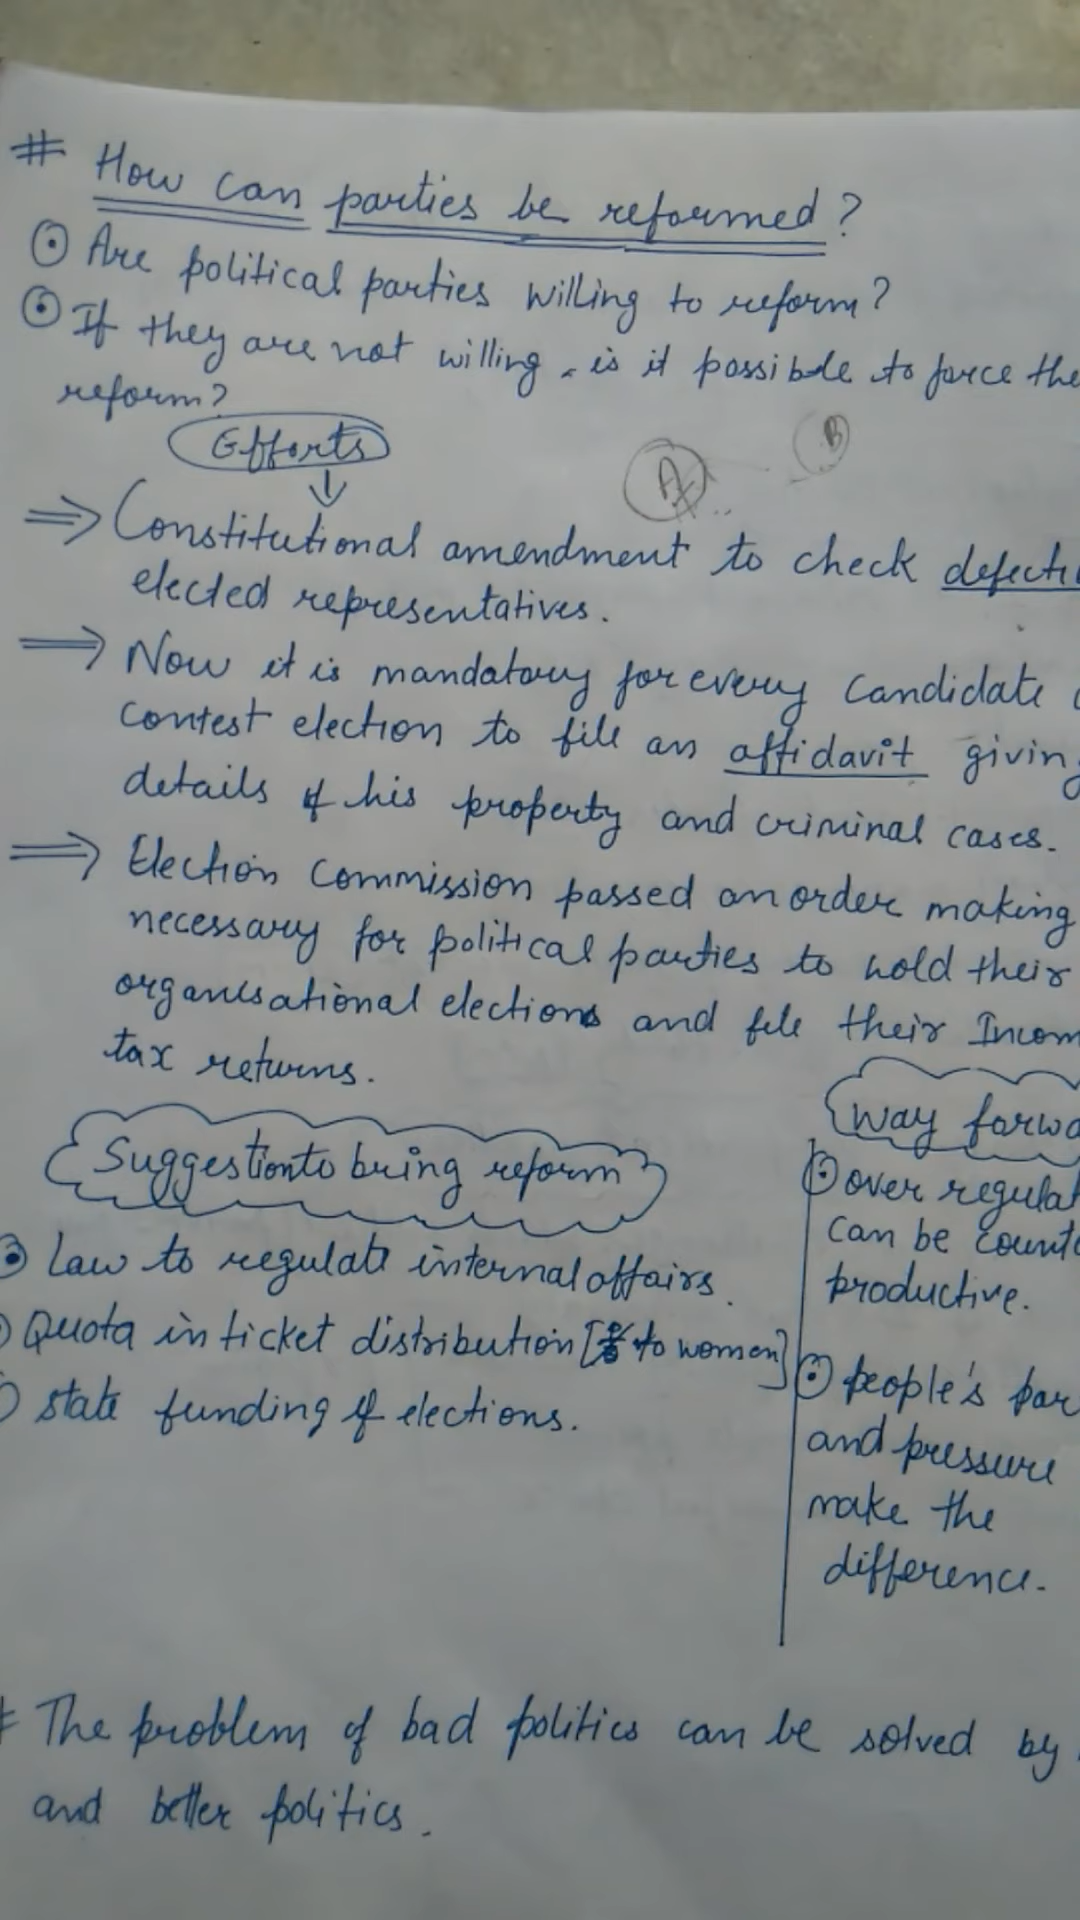 # How can parties be reformed?
Are political parties willing to reform?
If they are not willing, is it possible to force the
reform?
Efforts
A
B
Constitutional amendment to check defecti
elected representatives.
Now it is mandatory for every Candidate
Contest election to file an affidavit giving
details of his property and criminal cases.
Election Commission passed an order making
necessary for political parties to hold their
organisational elections and file their Incom
tax returns.
Suggestion to bring reform
Law to regulate internal affairs.
Quota in ticket distribution [to women]
State funding of elections.
Way forwa
over regulat
can be count
productive.
people's par
and pressure
make the
difference.
# The problem of bad politics can be solved by
and better politics.